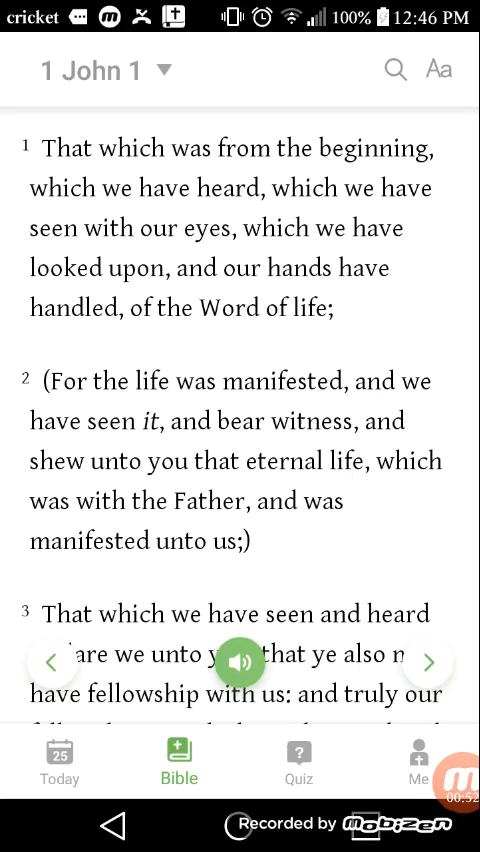 cricket 100% 12:46 PM
1 John 1 Aa
1 That which was from the beginning,
which we have heard, which we have
seen with our eyes, which we have
looked upon, and our hands have
handled, of the Word of life;
2 (For the life was manifested, and we
have seen it, and bear witness, and
shew unto you that eternal life, which
was with the Father, and was
manifested unto us;)
3 That which we have seen and heard
are we unto that ye also
have fellowship with us: and truly our
25 ?
Today Bible Quiz Me
00:52
Recorded by Mobizen